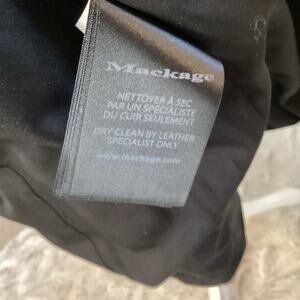 Mackage
NETTOYER À SEC
PAR UN SPÉCIALISTE
DU CUIR SEULEMENT
DRY CLEAN BY LEATHER
SPECIALIST ONLY
www.mackage.com